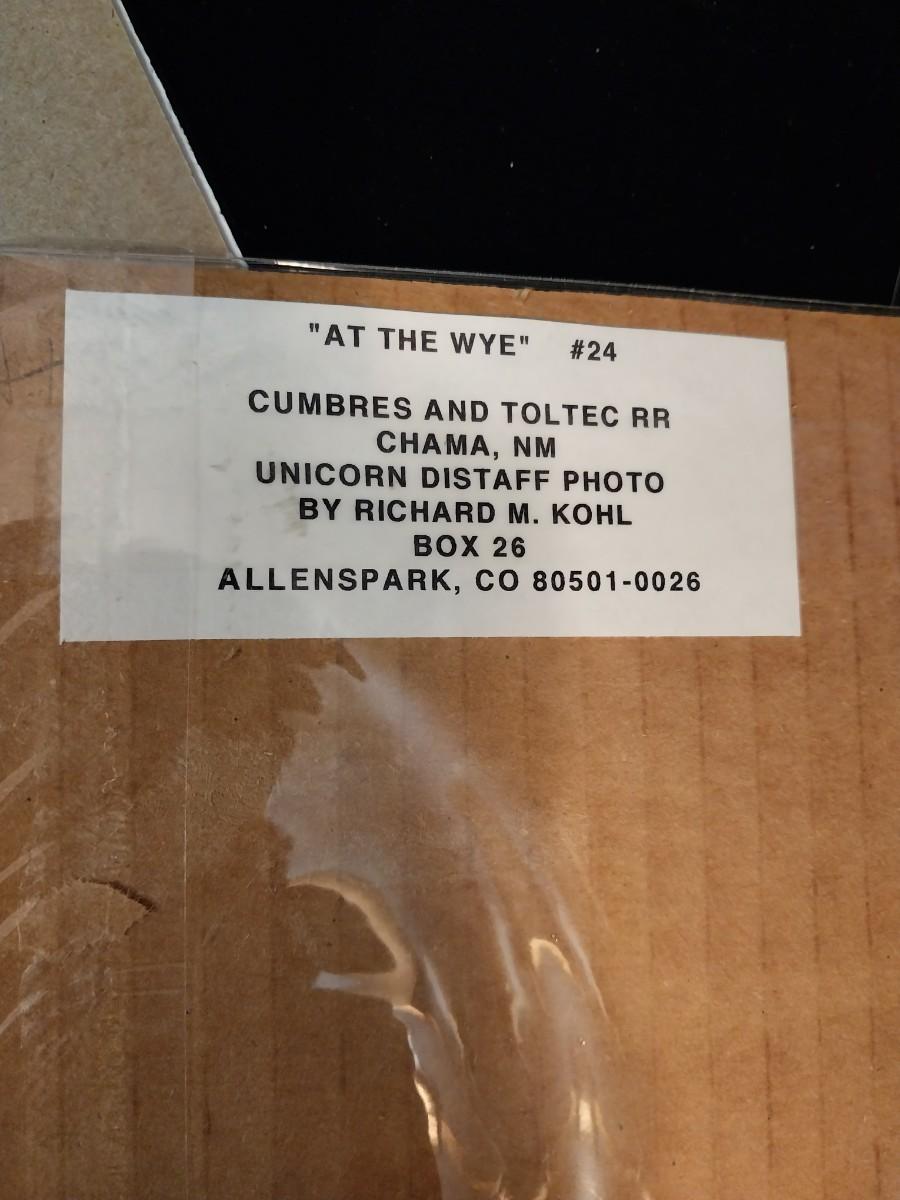 "AT THE WYE" #24
CUMBRES AND TOLTEC RR
CHAMA, NM
UNICORN DISTAFF PHOTO
BY RICHARD M. KOHL
BOX 26
ALLENSPARK, CO 80501-0026